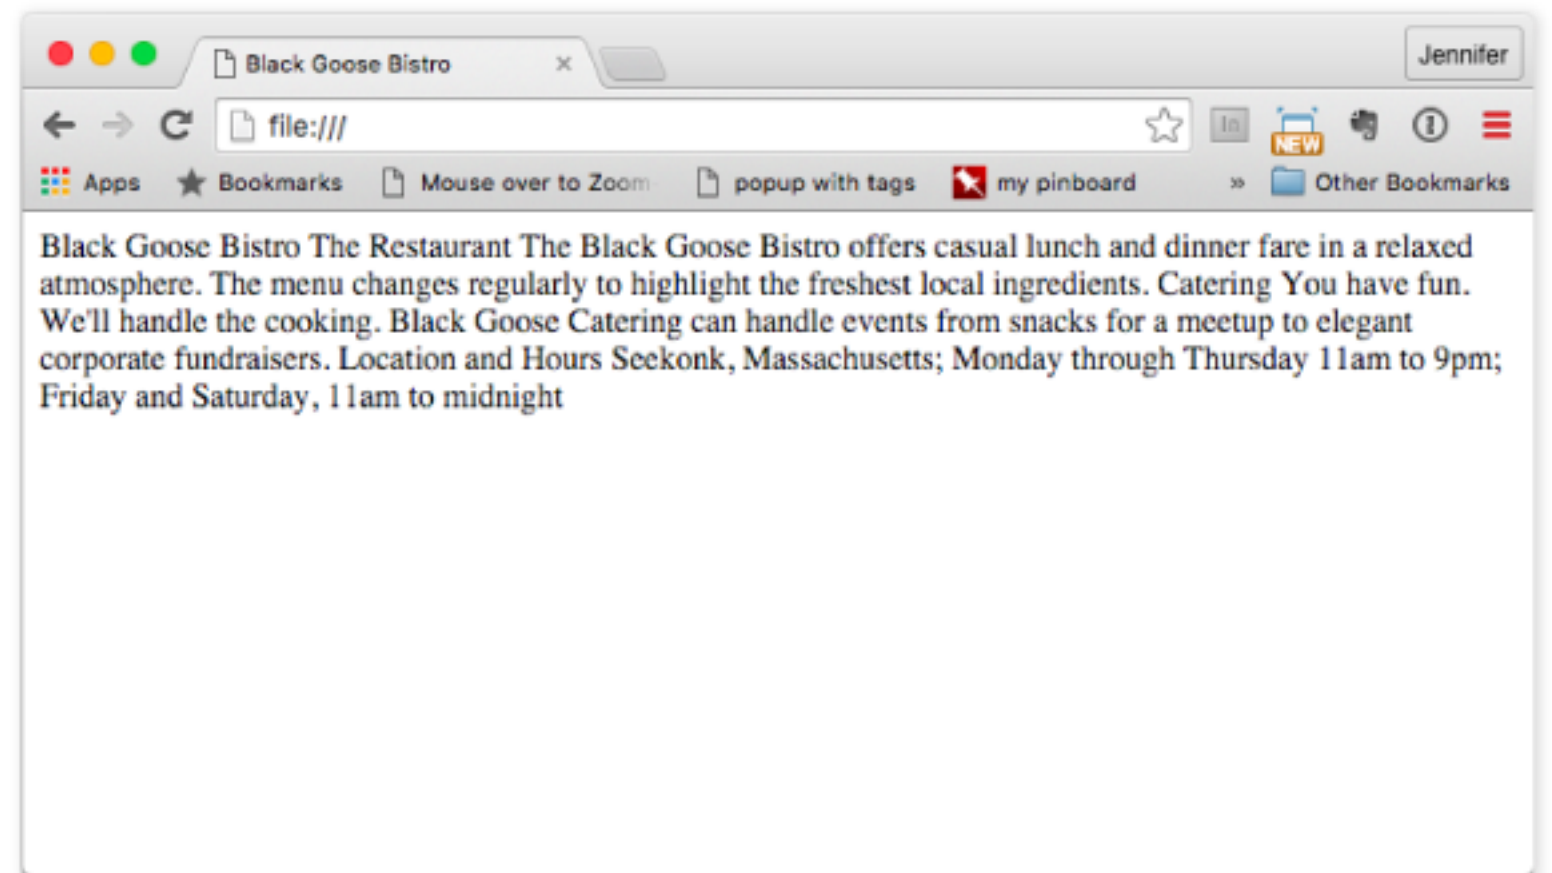 Black Goose Bistro
Jennifer
file:///
In
NEW
Apps Bookmarks Mouse over to Zoom popup with tags my pinboard » Other Bookmarks
Black Goose Bistro The Restaurant The Black Goose Bistro offers casual lunch and dinner fare in a relaxed
atmosphere. The menu changes regularly to highlight the freshest local ingredients. Catering You have fun.
We'll handle the cooking. Black Goose Catering can handle events from snacks for a meetup to elegant
corporate fundraisers. Location and Hours Seekonk, Massachusetts; Monday through Thursday 11am to 9pm;
Friday and Saturday, 11am to midnight